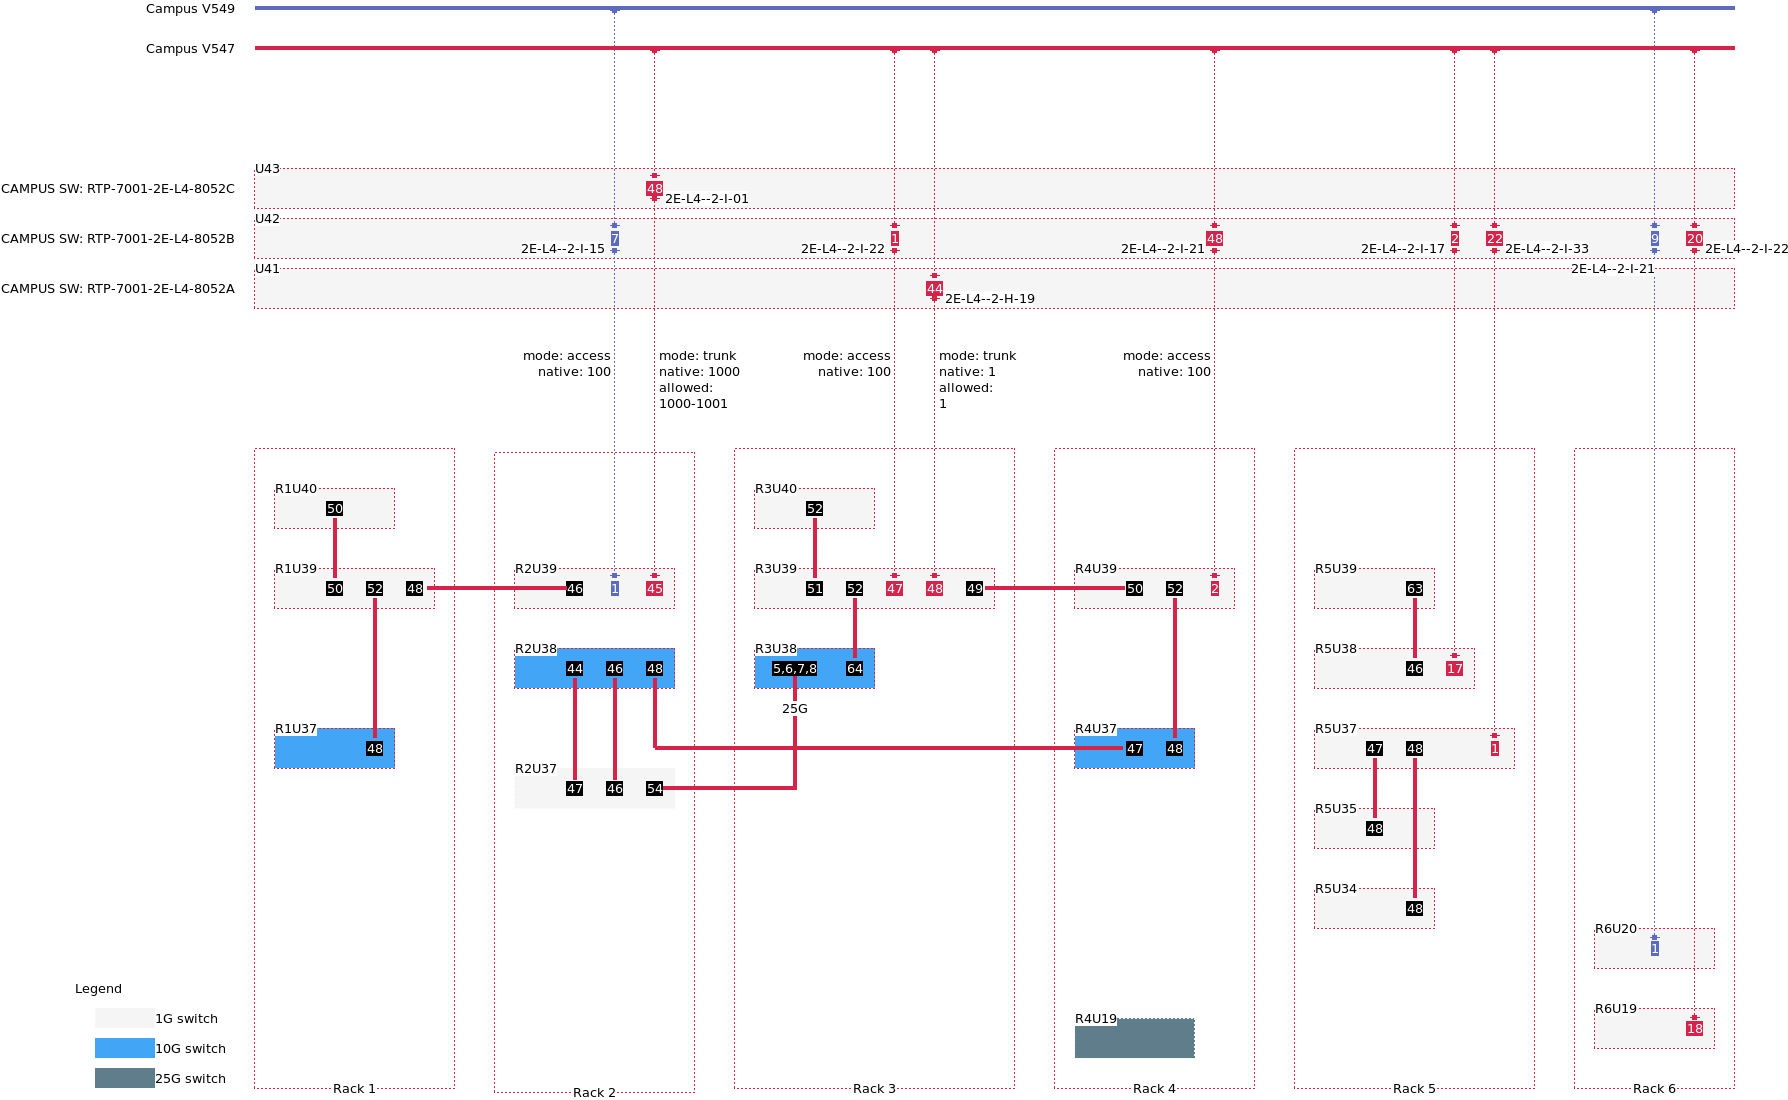 Campus V549
Campus V547
U43
CAMPUS SW: RTP-7001-2E-L4-8052C
48
2E-L4--2-I-01
U42
CAMPUS SW: RTP-7001-2E-L4-8052B
7
1
48
2
22
9
20
2E-L4--2-I-15
2E-L4--2-I-22
2E-L4--2-I-21
2E-L4--2-I-17
2E-L4--2-I-33
2E-L4--2-I-22
U41
2E-L4--2-I-21
CAMPUS SW: RTP-7001-2E-L4-8052A
44
2E-L4--2-H-19
mode: access
native: 100
mode: trunk
native: 1000
allowed:
1000-1001
mode: access
native: 100
mode: trunk
native: 1
allowed:
1
mode: access
native: 100
R1U40
50
R1U39
50 52 48
R1U37
48
Rack 1
R2U39
46 1 45
R2U38
44 46 48
R2U37
47 46 54
Rack 2
R3U40
52
R3U39
51 52 47 48 49
R3U38
5,6,7,8 64
25G
Rack 3
R4U39
50 52 2
R4U37
47 48
R4U19
Rack 4
R5U39
63
R5U38
46 17
R5U37
47 48 1
R5U35
48
R5U34
48
Rack 5
R6U20
1
R6U19
18
Rack 6
Legend
1G switch
10G switch
25G switch